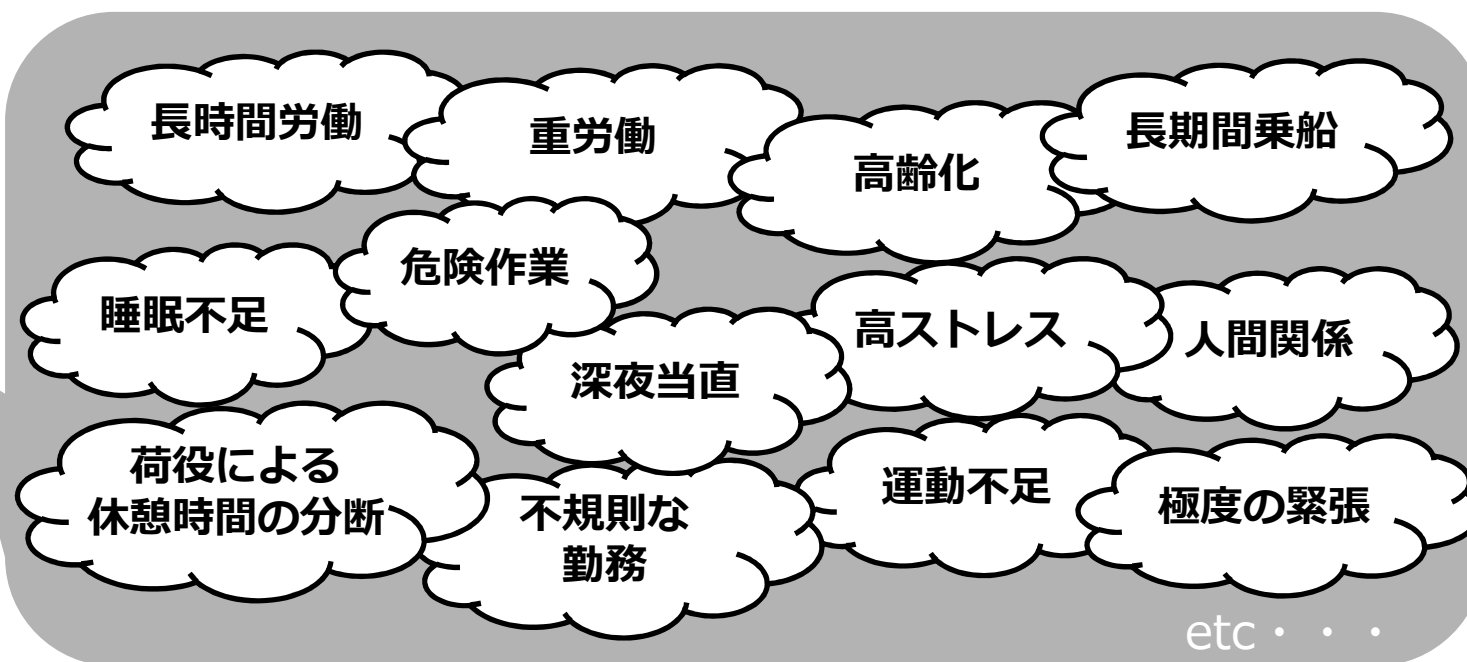 長時間労働
重労働
高齢化
長期間乗船
危険作業
睡眠不足
高ストレス
人間関係
深夜当直
荷役による
休憩時間の分断
不規則な
勤務
運動不足
極度の緊張
etc・・・